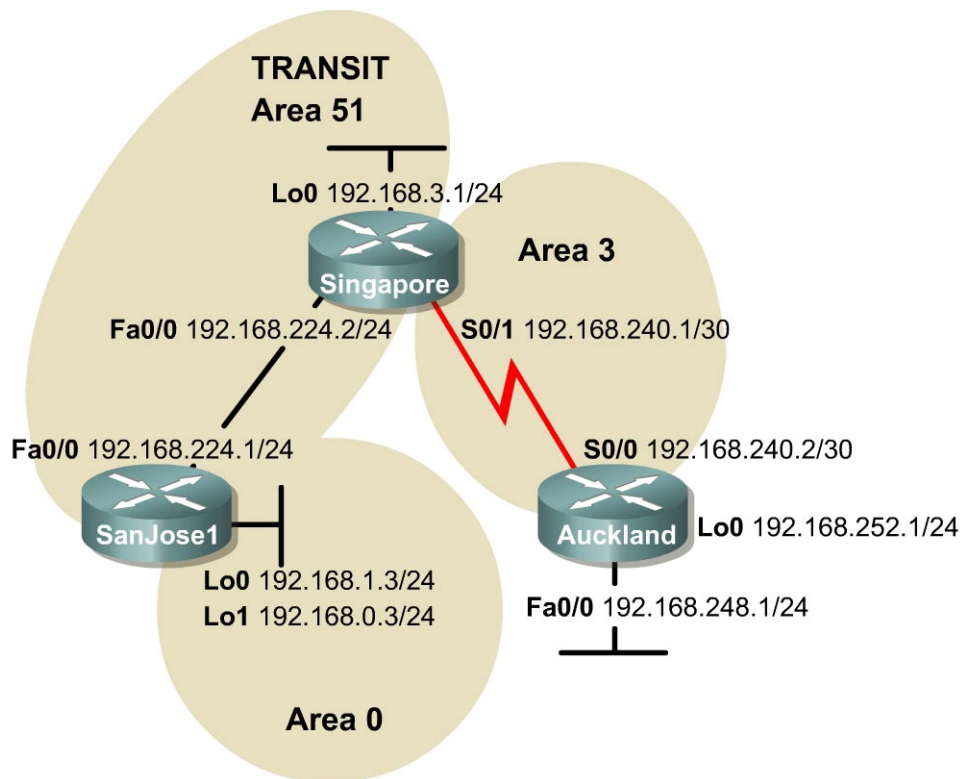 TRANSIT
Area 51
Lo0 192.168.3.1/24
Singapore
Area 3
Fa0/0 192.168.224.2/24
S0/1 192.168.240.1/30
Fa0/0 192.168.224.1/24
S0/0 192.168.240.2/30
SanJose1
Auckland
Lo0 192.168.252.1/24
Lo0 192.168.1.3/24
Lo1 192.168.0.3/24
Fa0/0 192.168.248.1/24
Area 0